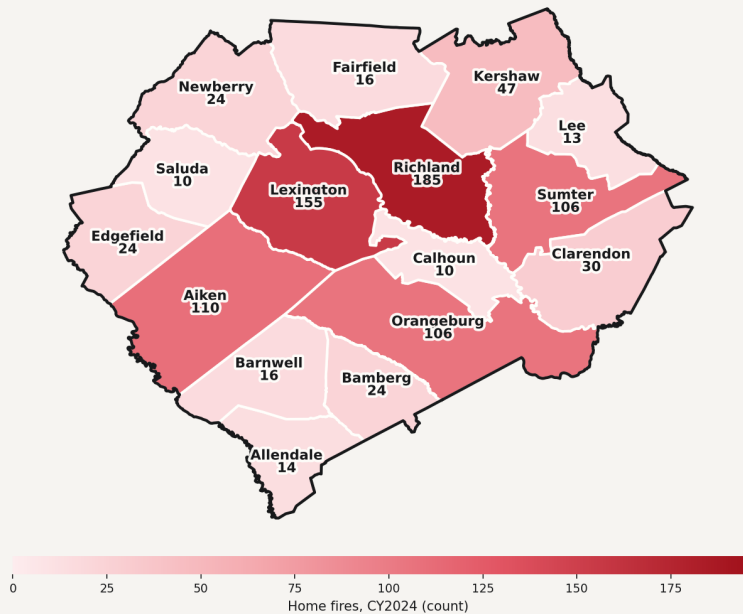 Fairfield
16
Kershaw
47
Newberry
24
Lee
13
Saluda
10
Richland
185
Lexington
155
Sumter
106
Edgefield
24
Clarendon
30
Calhoun
10
Aiken
110
Orangeburg
106
Barnwell
16
Bamberg
24
Allendale
14
0 25 50 75 100 125 150 175
Home fires, CY2024 (count)